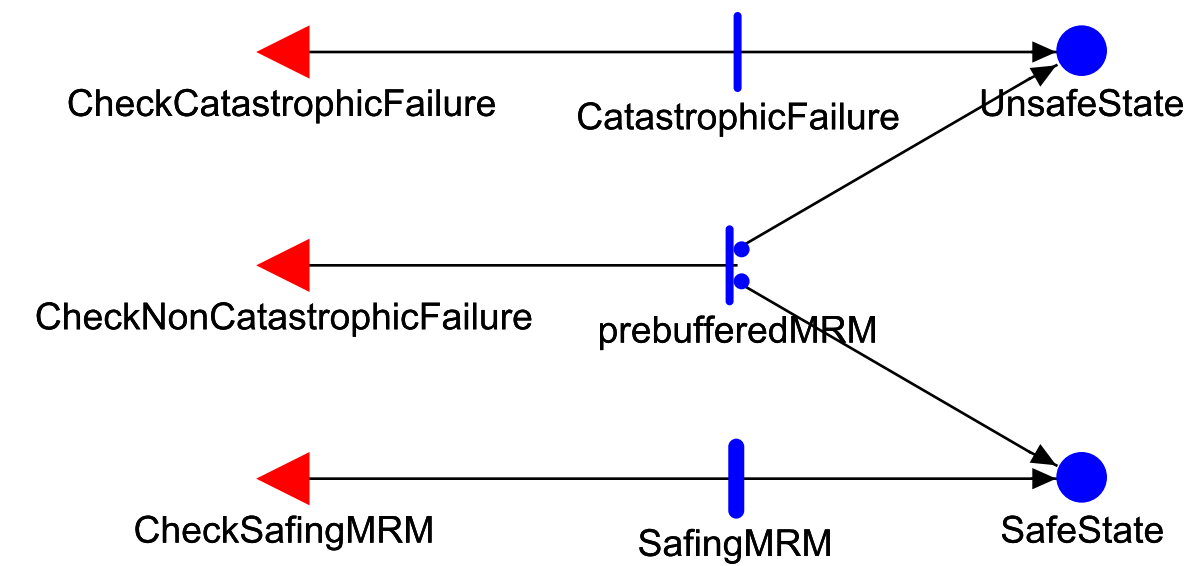 CheckCatastrophicFailure
CatastrophicFailure
UnsafeState
CheckNonCatastrophicFailure
prebufferedMRM
CheckSafingMRM
SafingMRM
SafeState